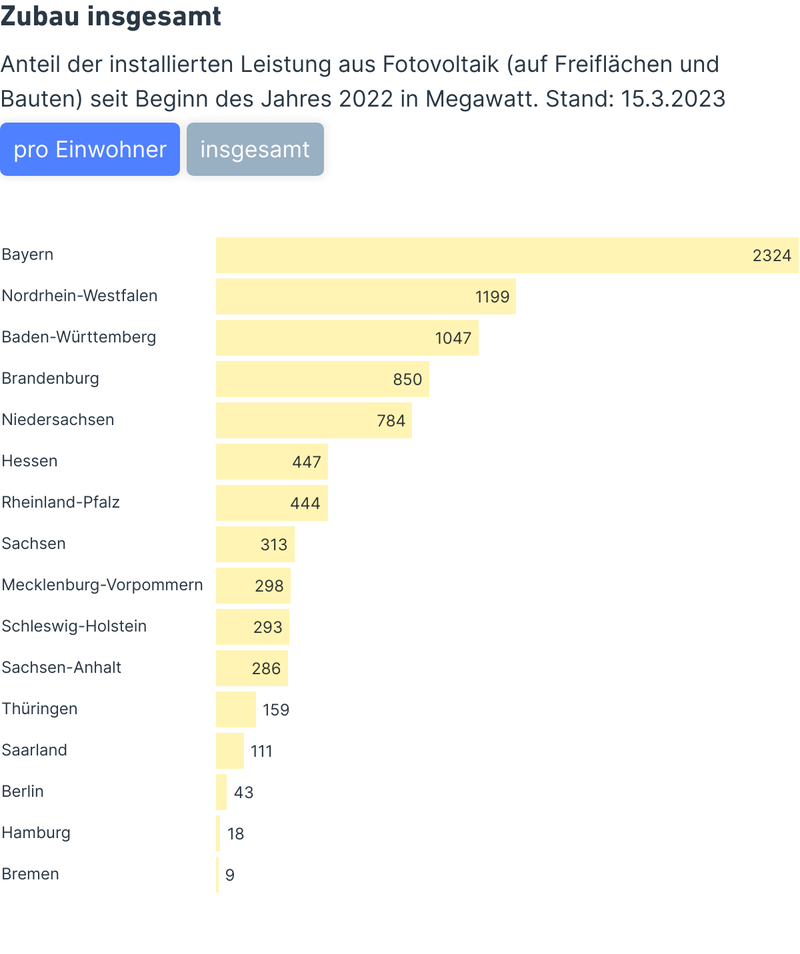 Zubau insgesamt
Anteil der installierten Leistung aus Fotovoltaik (auf Freiflächen und
Bauten) seit Beginn des Jahres 2022 in Megawatt. Stand: 15.3.2023
pro Einwohner insgesamt
Bayern 2324
Nordrhein-Westfalen 1199
Baden-Württemberg 1047
Brandenburg 850
Niedersachsen 784
Hessen 447
Rheinland-Pfalz 444
Sachsen 313
Mecklenburg-Vorpommern 298
Schleswig-Holstein 293
Sachsen-Anhalt 286
Thüringen 159
Saarland 111
Berlin 43
Hamburg 18
Bremen 9